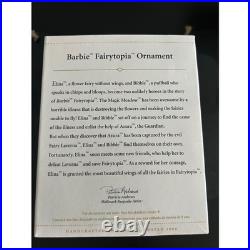 Barbie™ Fairytopia™ Ornament
Elina™, a flower fairy without wings, and Bibble™, a puffball who
speaks in chirps and bloops, become two unlikely heroes in the story
of Barbie™ Fairytopia™. The Magic Meadow™ has been overcome by
a horrible illness that is destroying the flowers and making the fairies
unable to fly! Elina™ and Bibble™ set off on a journey to find the cause
of the illness and enlist the help of Azura™, the Guardian.
But when they discover that Azura™ has been captured by the evil
Fairy Laverna™, Elina™ and Bibble™ find themselves on their own.
Fortunately, Elina™ soon meets some new friends, who help her to
defeat Laverna™ and save Fairytopia™. As a reward for her courage,
Elina™ is granted the most beautiful wings of all the fairies in Fairytopia™.
Patricia Andrews
Patricia Andrews
Hallmark Keepsake Artist
HANDCRAFTED